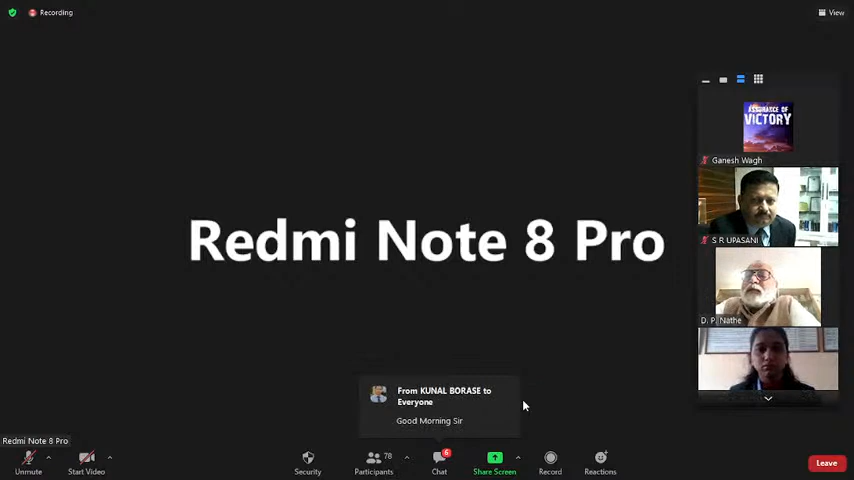 Recording
View
ASSURANCE OF
VICTORY
Ganesh Wagh
S R UPASANI
Redmi Note 8 Pro
D. P. Nathe
From KUNAL BORASE to
Everyone
Good Morning Sir
Redmi Note 8 Pro
Unmute
Start Video
Security
Participants
78
Chat
6
Share Screen
Record
Reactions
Leave